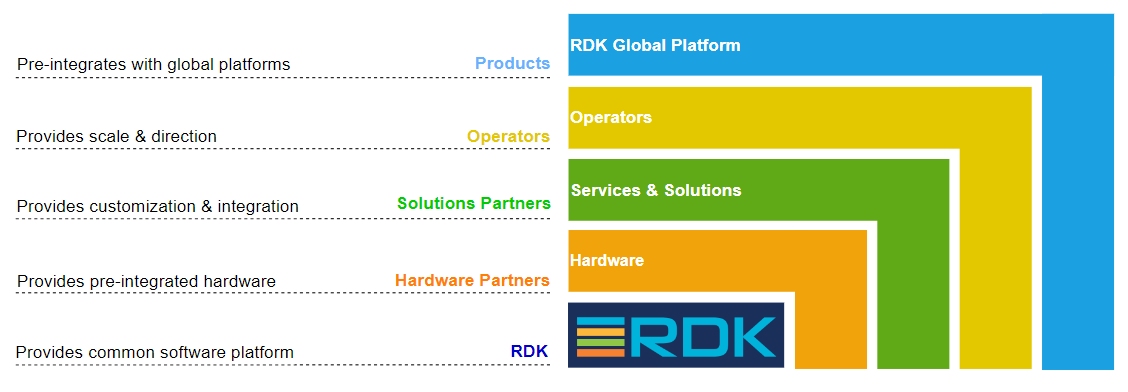 Pre-integrates with global platforms Products RDK Global Platform
Provides scale & direction Operators Operators
Provides customization & integration Solutions Partners Services & Solutions
Provides pre-integrated hardware Hardware Partners Hardware
Provides common software platform RDK RDK